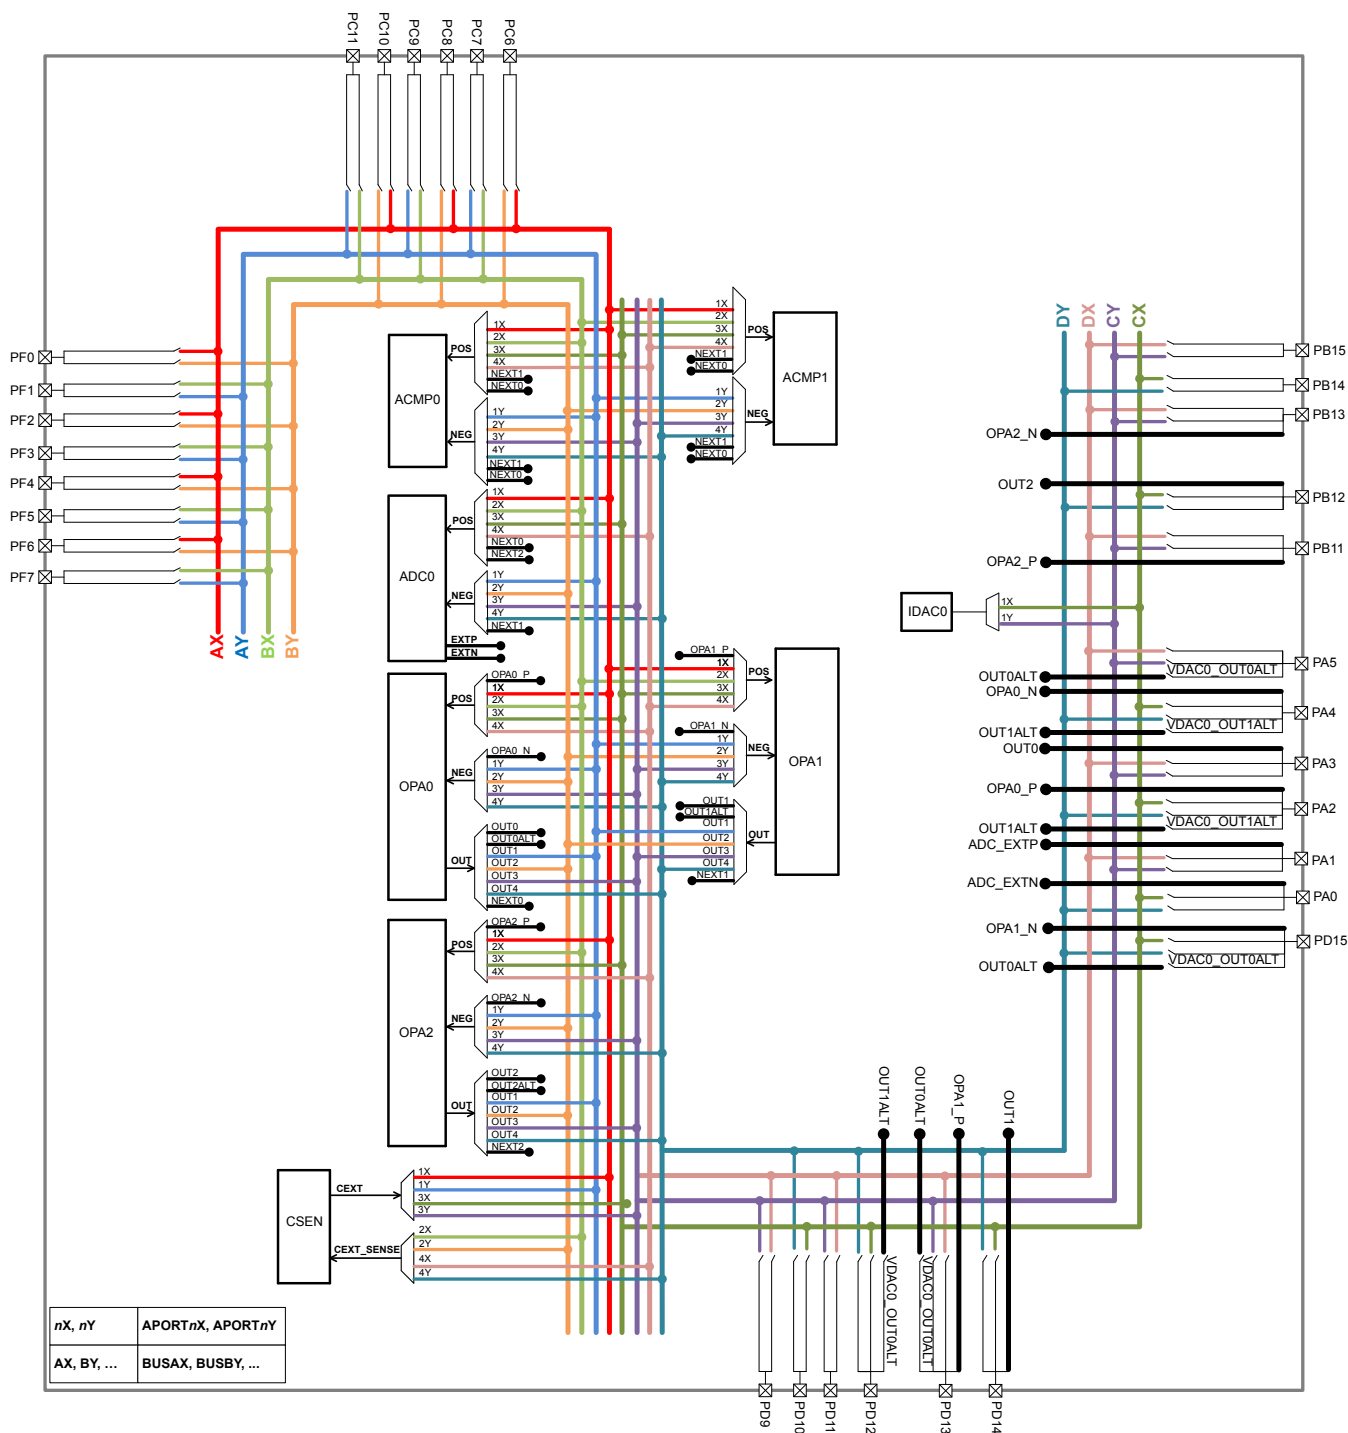 PC11
PC10
PC9
PC8
PC7
PC6
PF0
PF1
PF2
PF3
PF4
PF5
PF6
PF7
AX
AY
BX
BY
ACMP0
POS
1X
2X
3X
4X
NEXT1
NEXT0
NEG
1Y
2Y
3Y
4Y
NEXT1
NEXT0
ACMP1
1X
2X
3X
4X
NEXT1
NEXT0
POS
1Y
2Y
3Y
4Y
NEXT1
NEXT0
NEG
ADC0
POS
1X
2X
3X
4X
NEXT0
NEXT2
NEG
1Y
2Y
3Y
4Y
NEXT1
EXTP
EXTN
OPA0
POS
OPA0_P
1X
2X
3X
4X
NEG
OPA0_N
1Y
2Y
3Y
4Y
OUT
OUT0
OUT0ALT
OUT1
OUT2
OUT3
OUT4
NEXT0
OPA1
OPA1_P
1X
2X
3X
4X
POS
OPA1_N
1Y
2Y
3Y
4Y
NEG
OUT1
OUT1ALT
OUT1
OUT2
OUT3
OUT4
NEXT1
OUT
OPA2
POS
OPA2_P
1X
2X
3X
4X
NEG
OPA2_N
1Y
2Y
3Y
4Y
OUT
OUT2
OUT2ALT
OUT1
OUT2
OUT3
OUT4
NEXT2
CSEN
CEXT
1X
1Y
3X
3Y
CEXT_SENSE
2X
2Y
4X
4Y
DY
DX
CY
CX
PB15
PB14
PB13
OPA2_N
OUT2
PB12
PB11
OPA2_P
IDAC0
1X
1Y
PA5
OUT0ALT
VDAC0_OUT0ALT
OPA0_N
PA4
OUT1ALT
VDAC0_OUT1ALT
OUT0
PA3
OPA0_P
PA2
OUT1ALT
VDAC0_OUT1ALT
ADC_EXTP
PA1
ADC_EXTN
PA0
OPA1_N
PD15
OUT0ALT
VDAC0_OUT0ALT
OUT1ALT
OUT0ALT
OPA1_P
OUT1
VDAC0_OUT0ALT
VDAC0_OUT0ALT
PD9
PD10
PD11
PD12
PD13
PD14
nX, nY
APORTnX, APORTnY
AX, BY, ...
BUSAX, BUSBY, ...